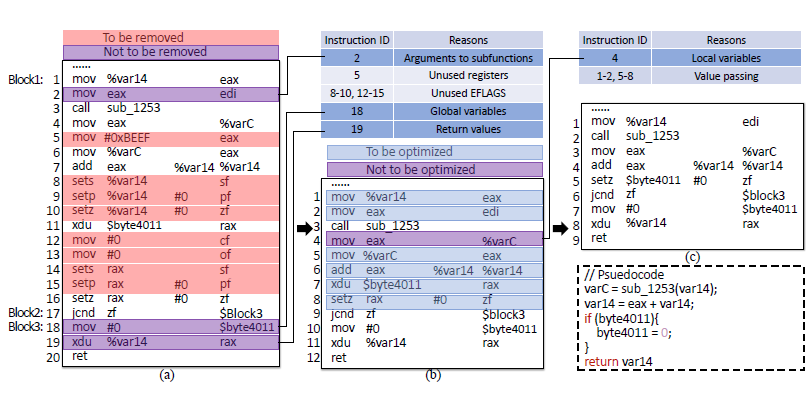 To be removed
Not to be removed
......
Block1: 1 mov %var14 eax
2 mov eax edi
3 call sub_1253
4 mov eax %varC
5 mov #0xBEEF eax
6 mov %varC eax
7 add eax %var14 %var14
8 sets %var14 sf
9 setp %var14 #0 pf
10 setz %var14 #0 zf
11 xdu $byte4011 rax
12 mov #0 cf
13 mov #0 of
14 sets rax sf
15 setp rax #0 pf
16 setz rax #0 zf
Block2: 17 jcnd zf $Block3
Block3: 18 mov #0 $byte4011
19 xdu %var14 rax
20 ret
(a)
Instruction ID Reasons
2 Arguments to subfunctions
5 Unused registers
8-10, 12-15 Unused EFLAGS
18 Global variables
19 Return values
To be optimized
Not to be optimized
......
1 mov %var14 eax
2 mov eax edi
3 call sub_1253
4 mov eax %varC
5 mov $varC eax
6 add eax %var14 %var14
7 xdu $byte4011 rax
8 setz rax #0 zf
9 jcnd zf $block3
10 mov #0 $byte4011
11 xdu %var14 rax
12 ret
(b)
Instruction ID Reasons
4 Local variables
1-2, 5-8 Value passing
......
1 mov %var14 edi
2 call sub_1253
3 mov eax %varC
4 add eax %var14 %var14
5 setz $byte4011 #0 zf
6 jcnd zf $block3
7 mov #0 $byte4011
8 xdu %var14 rax
9 ret
(c)
// Psuedocode
varC = sub_1253(var14);
var14 = eax + var14;
if (byte4011){
byte4011 = 0;
}
return var14